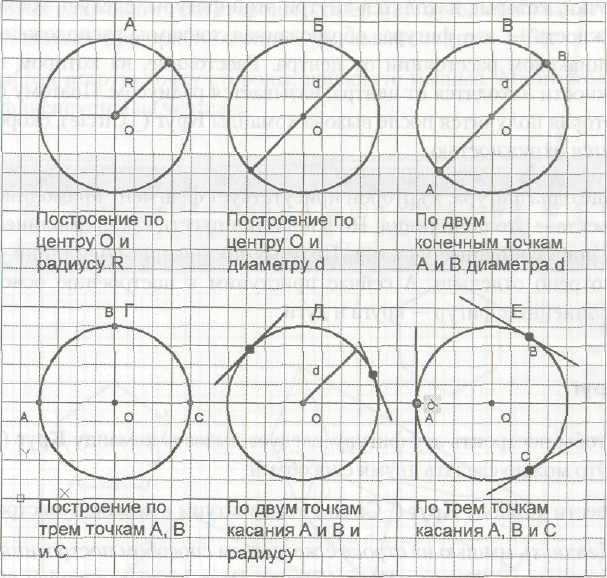 А
R
О
Построение по
центру О и
радиусу R
Б
d
О
Построение по
центру О и
диаметру d
В
В
d
О
А
По двум
конечным точкам
А и В диаметра d
Г
В
А
О
С
Y
X
Построение по
трем точкам А, В
и С
Д
d
О
По двум точкам
касания А и В и
радиусу
Е
В
А
О
С
По трем точкам
касания А, В и С